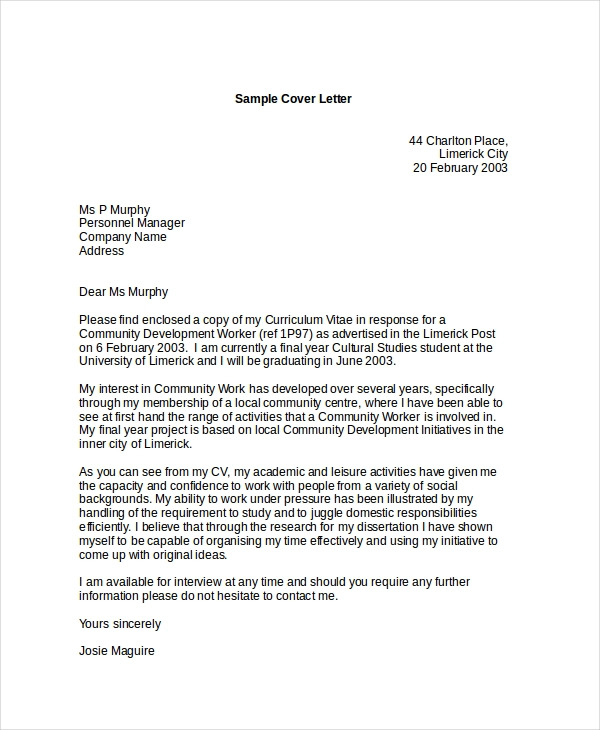 Sample Cover Letter
44 Charlton Place,
Limerick City
20 February 2003
Ms P Murphy
Personnel Manager
Company Name
Address
Dear Ms Murphy
Please find enclosed a copy of my Curriculum Vitae in response for a
Community Development Worker (ref 1P97) as advertised in the Limerick Post
on 6 February 2003. I am currently a final year Cultural Studies student at the
University of Limerick and I will be graduating in June 2003.
My interest in Community Work has developed over several years, specifically
through my membership of a local community centre, where I have been able to
see at first hand the range of activities that a Community Worker is involved in.
My final year project is based on local Community Development Initiatives in the
inner city of Limerick.
As you can see from my CV, my academic and leisure activities have given me
the capacity and confidence to work with people from a variety of social
backgrounds. My ability to work under pressure has been illustrated by my
handling of the requirement to study and to juggle domestic responsibilities
efficiently. I believe that through the research for my dissertation I have shown
myself to be capable of organising my time effectively and using my initiative to
come up with original ideas.
I am available for interview at any time and should you require any further
information please do not hesitate to contact me.
Yours sincerely
Josie Maguire